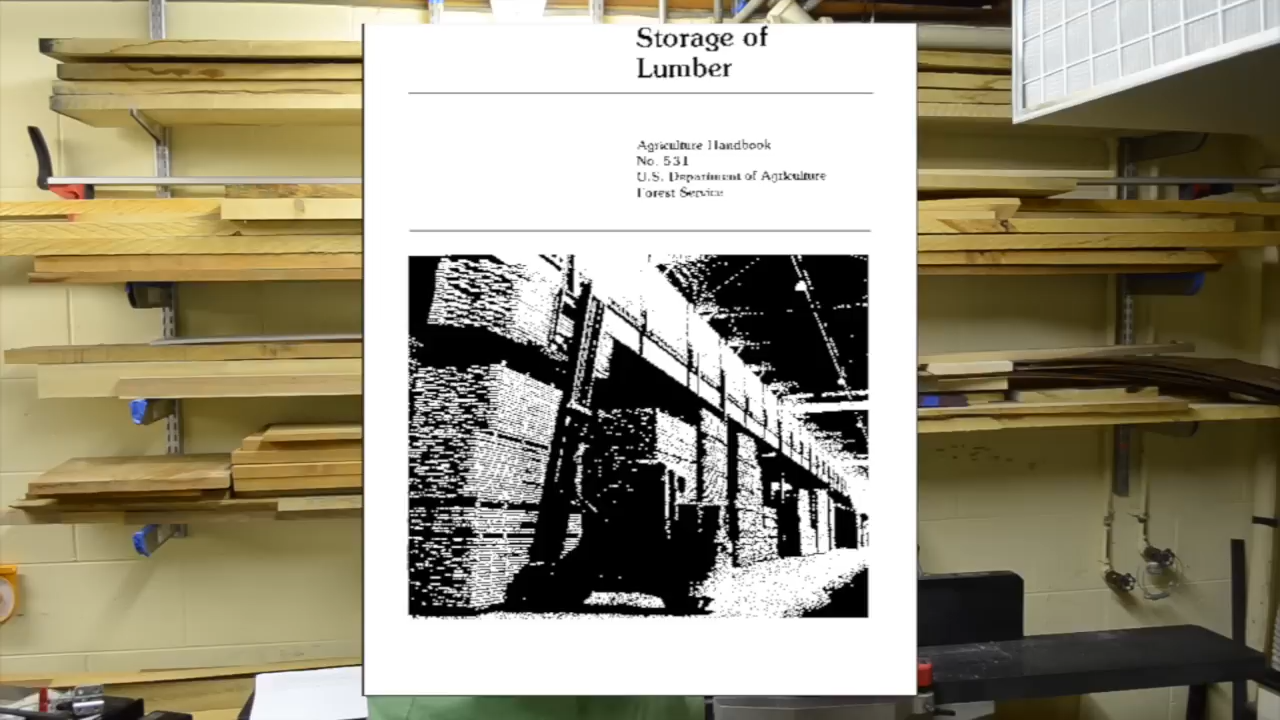 Storage of
Lumber
Agriculture Handbook
No. 531
U.S. Department of Agriculture
Forest Service